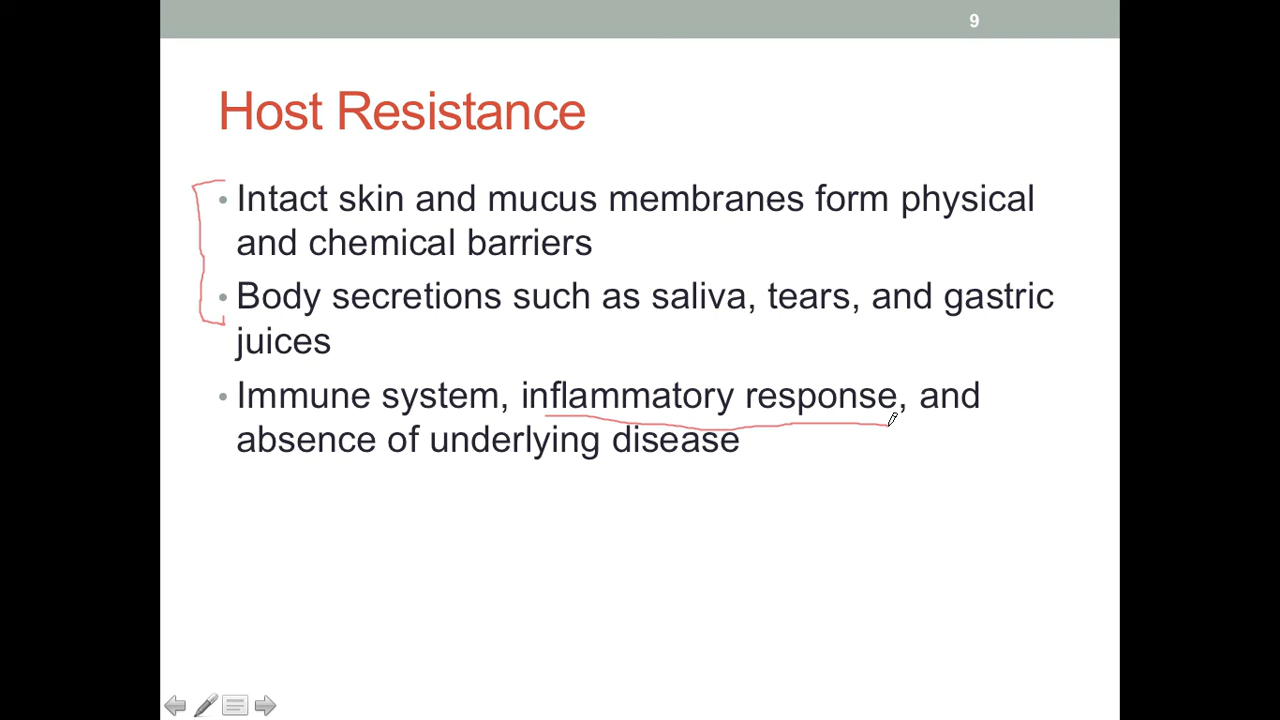 9
Host Resistance
• Intact skin and mucus membranes form physical
and chemical barriers
• Body secretions such as saliva, tears, and gastric
juices
• Immune system, inflammatory response, and
absence of underlying disease